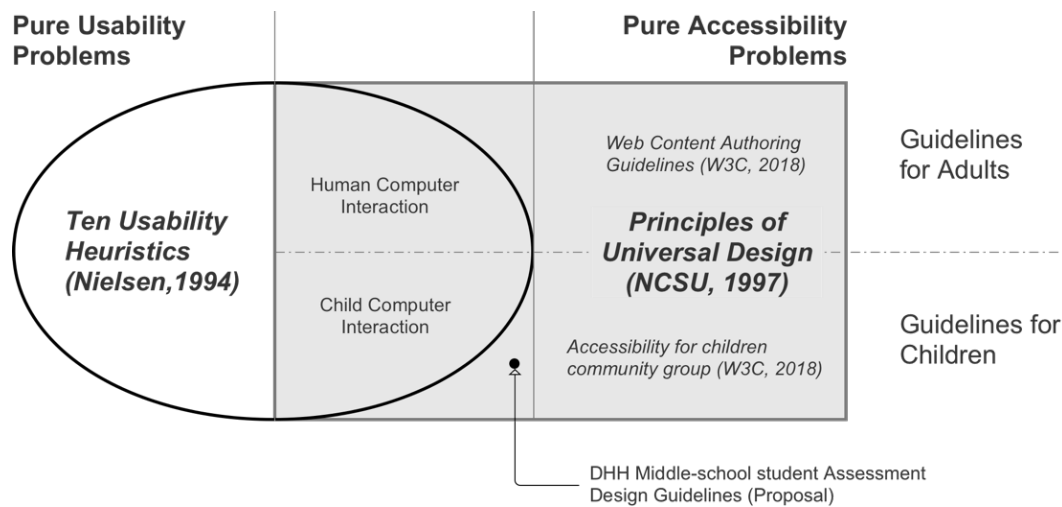 Pure Usability
Problems
Pure Accessibility
Problems
Web Content Authoring
Guidelines (W3C, 2018)
Guidelines
for Adults
Human Computer
Interaction
Ten Usability
Heuristics
(Nielsen,1994)
Principles of
Universal Design
(NCSU, 1997)
Child Computer
Interaction
Guidelines for
Children
Accessibility for children
community group (W3C, 2018)
DHH Middle-school student Assessment
Design Guidelines (Proposal)